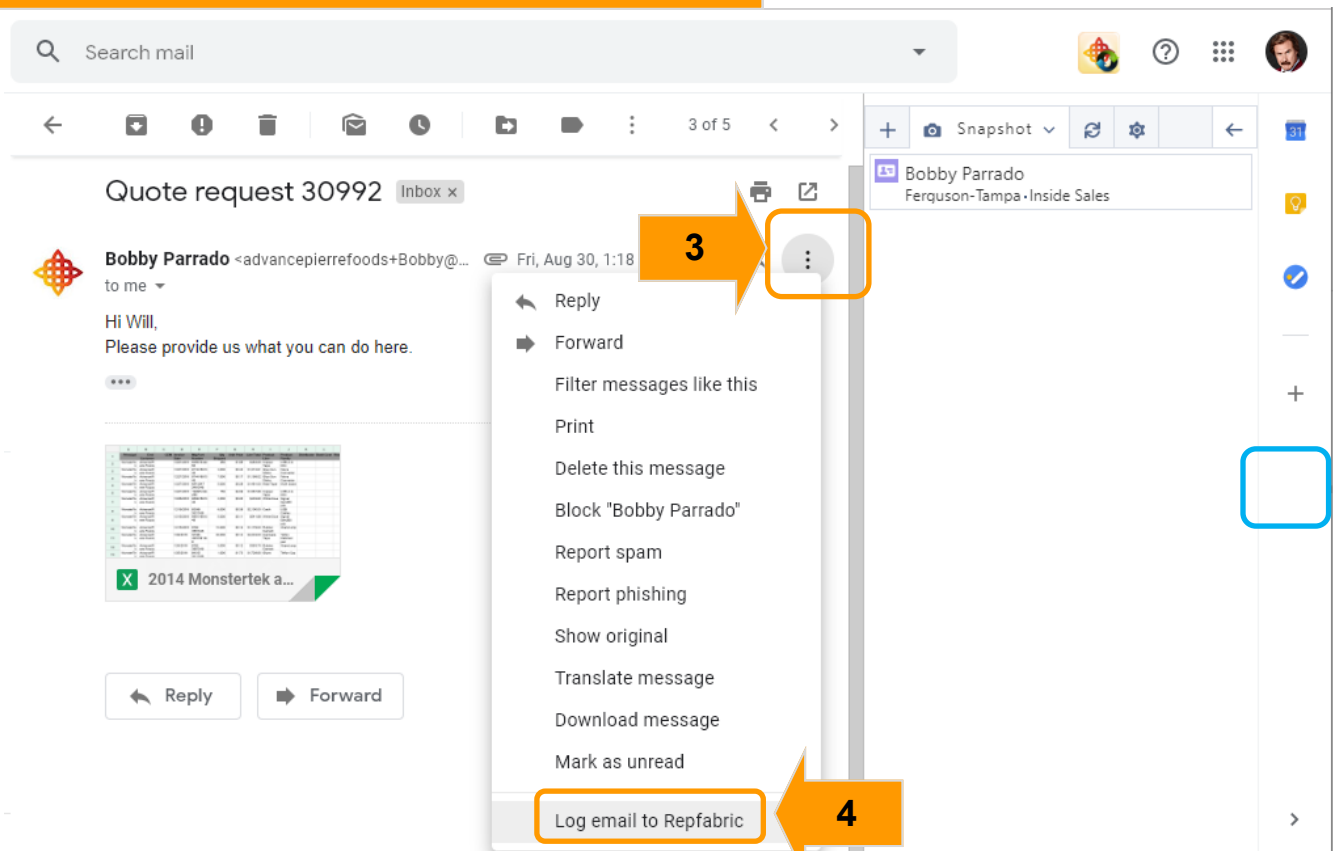 Search mail
3 of 5
Snapshot
31
Quote request 30992 Inbox ×
Bobby Parrado
Ferguson-Tampa • Inside Sales
3
Bobby Parrado <advancepierrefoods+Bobby@... Fri, Aug 30, 1:18
to me
Hi Will,
Please provide us what you can do here.
Reply
Forward
Filter messages like this
Print
Delete this message
Block "Bobby Parrado"
Report spam
Report phishing
Show original
Translate message
Download message
Mark as unread
Log email to Repfabric
4
X 2014 Monstertek a...
Reply Forward